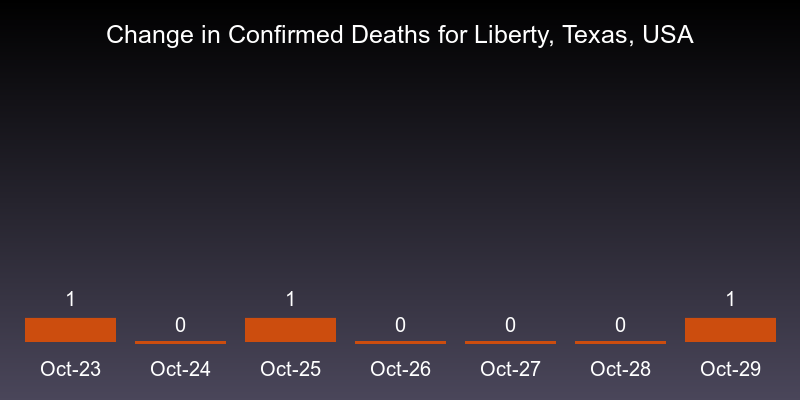 Change in Confirmed Deaths for Liberty, Texas, USA
1 0 1 0 0 0 1
Oct-23 Oct-24 Oct-25 Oct-26 Oct-27 Oct-28 Oct-29